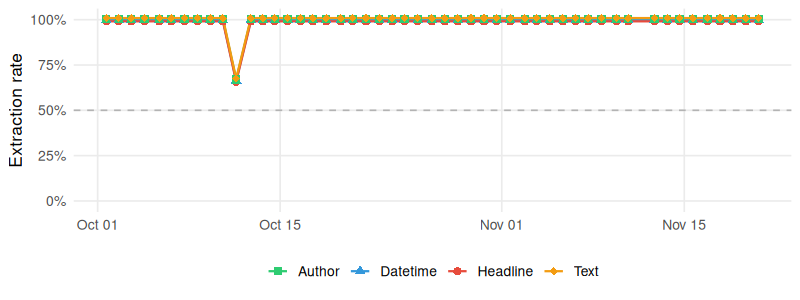 100%
75%
50%
25%
0%
Extraction rate
Oct 01 Oct 15 Nov 01 Nov 15
Author Datetime Headline Text